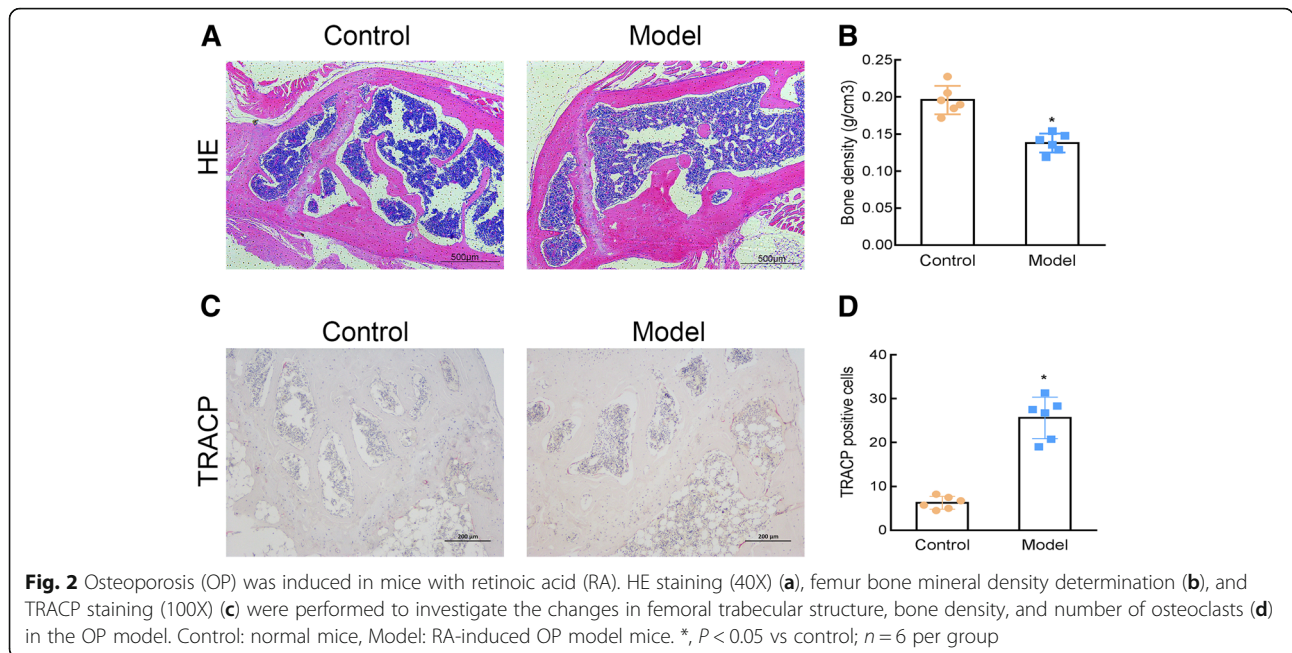 A
Control
Model
HE
500μm
500μm
B
Bone density (g/cm3)
0.25
0.20
0.15
0.10
0.05
0.00
*
Control
Model
C
Control
Model
TRACP
200 μm
200 μm
D
TRACP positive cells
40
30
20
10
0
*
Control
Model
Fig. 2 Osteoporosis (OP) was induced in mice with retinoic acid (RA). HE staining (40X) (a), femur bone mineral density determination (b), and
TRACP staining (100X) (c) were performed to investigate the changes in femoral trabecular structure, bone density, and number of osteoclasts (d)
in the OP model. Control: normal mice, Model: RA-induced OP model mice. *, P < 0.05 vs control; n = 6 per group